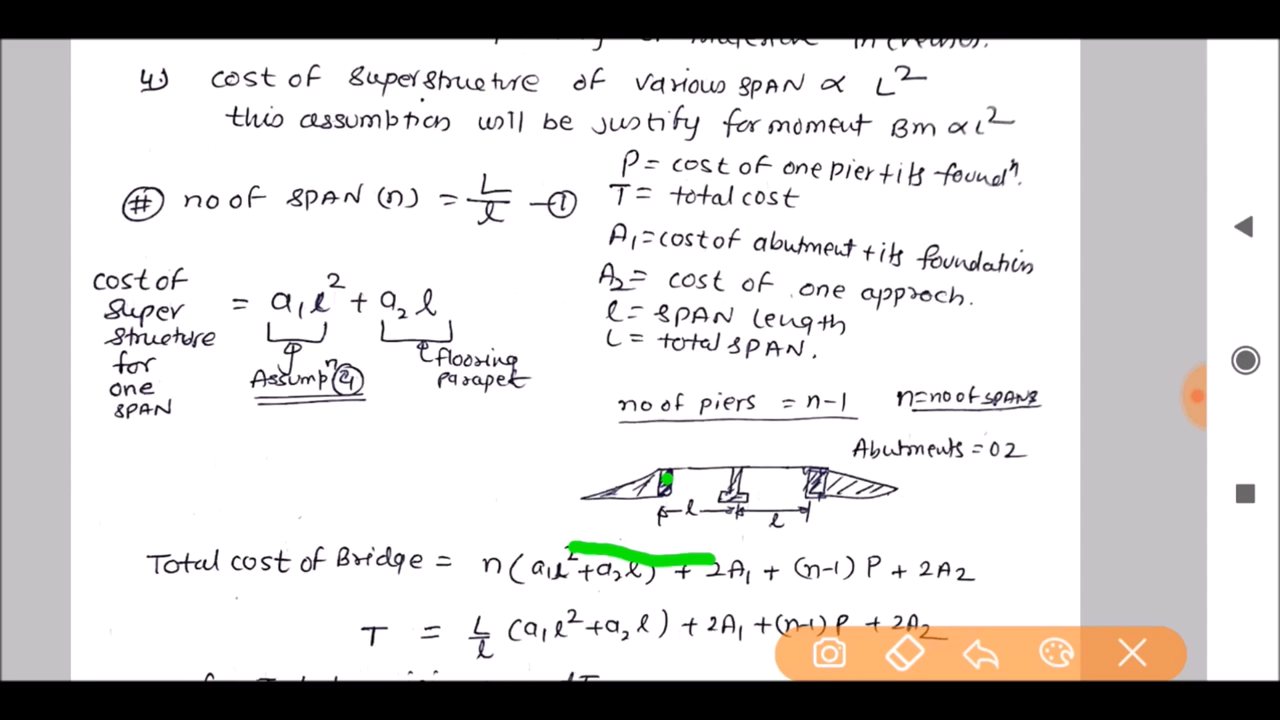 4.) cost of superstructure of various span ∝ L²
this assumption will be justify for moment Bm ∝ L²
# no of span (n) = L/l —①
P = cost of one pier + its foundⁿ.
T = total cost
A₁ = cost of abutment + its foundation
A₂ = cost of one approch.
l = span length
L = total span.
cost of super structure for one span = a₁l² + a₂l
Assumpⁿ ④
flooring parapet
no of piers = n-1
n = no of spans
Abutments = 02
l
l
Total cost of Bridge = n(a₁l² + a₂l) + 2A₁ + (n-1) P + 2A₂
T = L/l (a₁l² + a₂l) + 2A₁ + (n-1) P + 2A₂